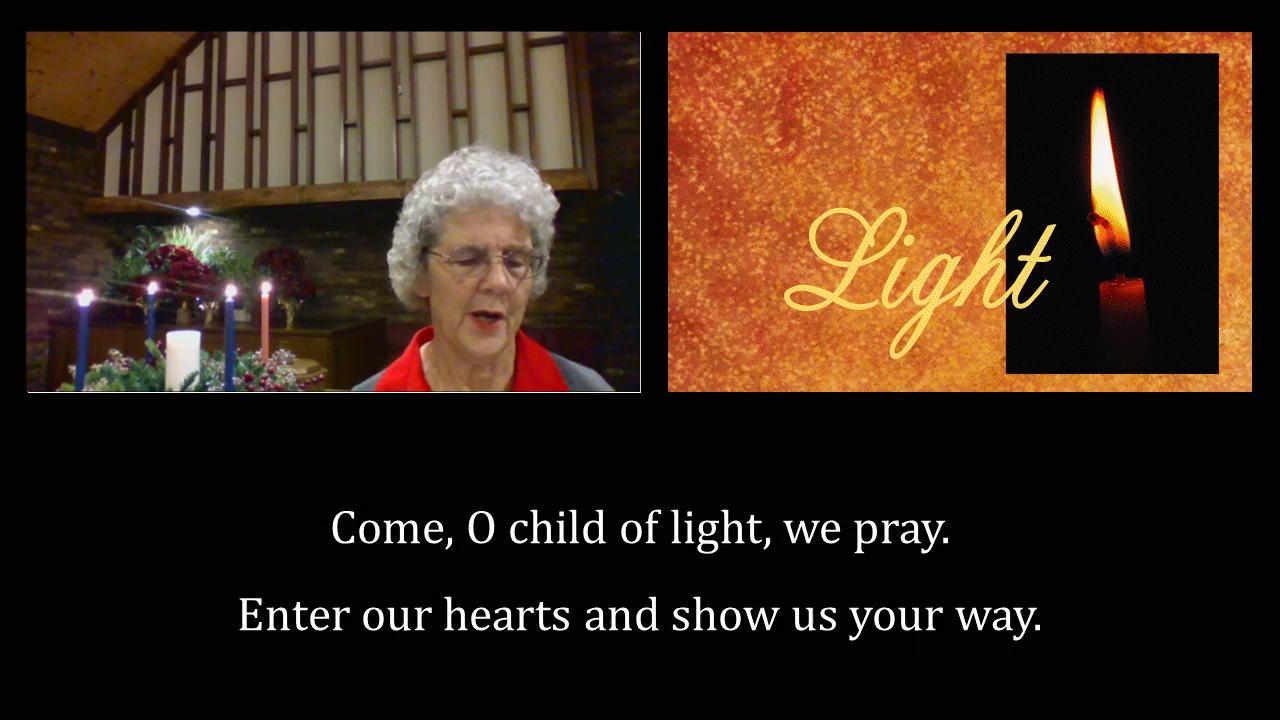 Light
Come, O child of light, we pray.
Enter our hearts and show us your way.